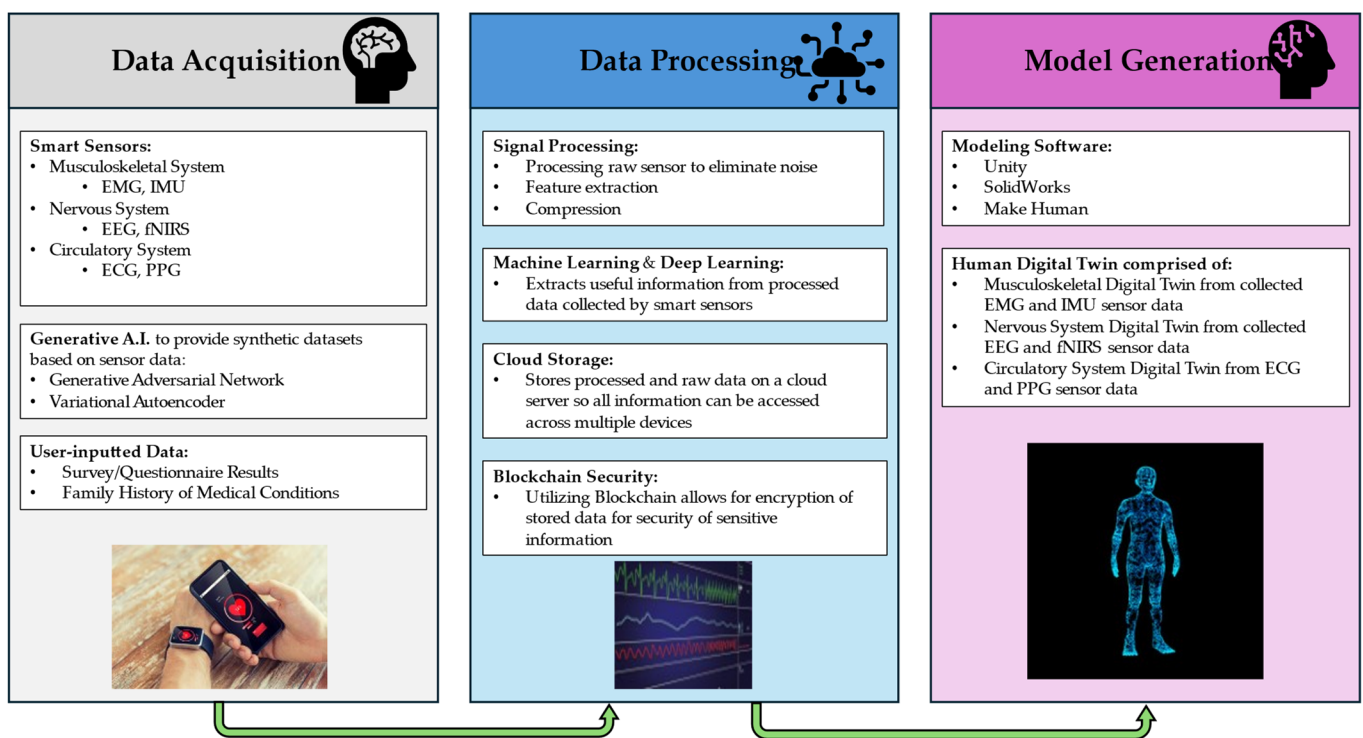 Data Acquisition
Smart Sensors:
• Musculoskeletal System
• EMG, IMU
• Nervous System
• EEG, fNIRS
• Circulatory System
• ECG, PPG
Generative A.I. to provide synthetic datasets
based on sensor data:
• Generative Adversarial Network
• Variational Autoencoder
User-inputted Data:
• Survey/Questionnaire Results
• Family History of Medical Conditions
Data Processing
Signal Processing:
• Processing raw sensor to eliminate noise
• Feature extraction
• Compression
Machine Learning & Deep Learning:
• Extracts useful information from processed
data collected by smart sensors
Cloud Storage:
• Stores processed and raw data on a cloud
server so all information can be accessed
across multiple devices
Blockchain Security:
• Utilizing Blockchain allows for encryption of
stored data for security of sensitive
information
Model Generation
Modeling Software:
• Unity
• SolidWorks
• Make Human
Human Digital Twin comprised of:
• Musculoskeletal Digital Twin from collected
EMG and IMU sensor data
• Nervous System Digital Twin from collected
EEG and fNIRS sensor data
• Circulatory System Digital Twin from ECG
and PPG sensor data